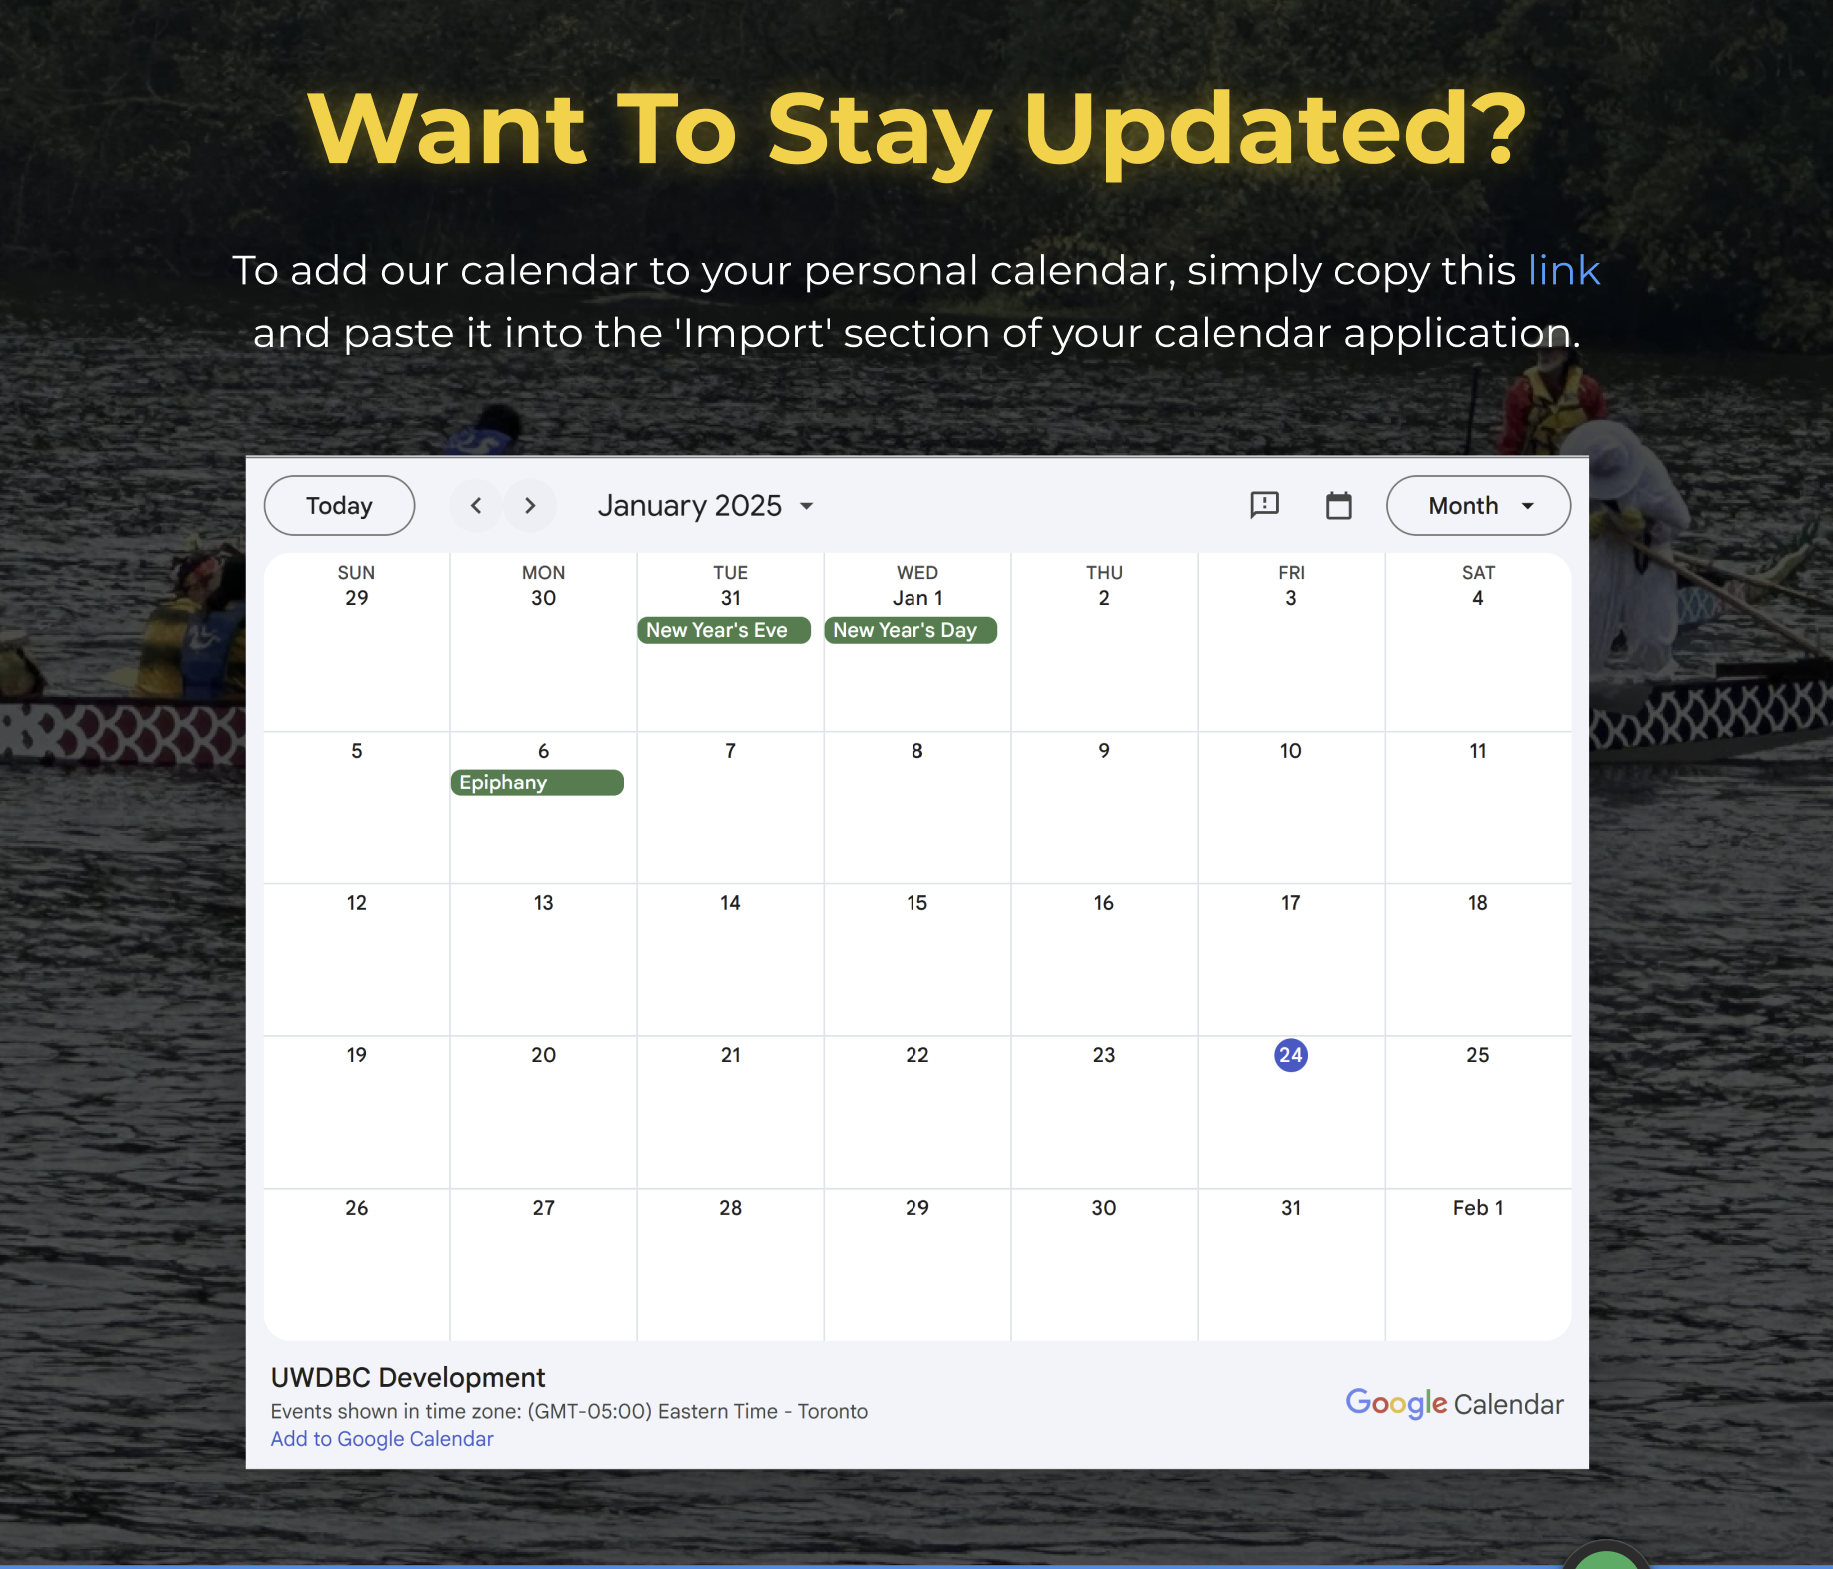 Want To Stay Updated?
To add our calendar to your personal calendar, simply copy this link
and paste it into the 'Import' section of your calendar application.
Today
January 2025
Month
SUN MON TUE WED THU FRI SAT
29 30 31 Jan 1 2 3 4
New Year's Eve New Year's Day
5 6 7 8 9 10 11
Epiphany
12 13 14 15 16 17 18
19 20 21 22 23 24 25
26 27 28 29 30 31 Feb 1
UWDBC Development
Events shown in time zone: (GMT-05:00) Eastern Time - Toronto
Add to Google Calendar
Google Calendar